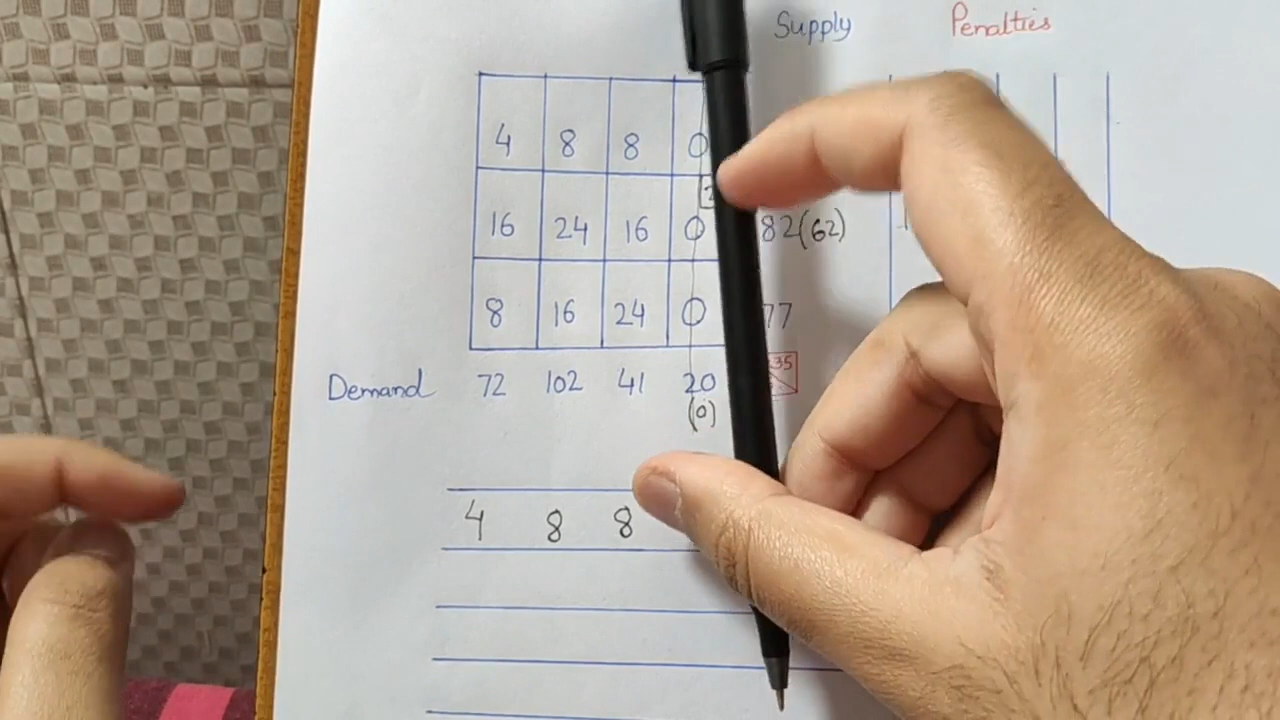 Supply Penalties
4 8 8 0
16 24 16 0 82(62)
8 16 24 0 77
Demand 72 102 41 20
(0)
4 8 8